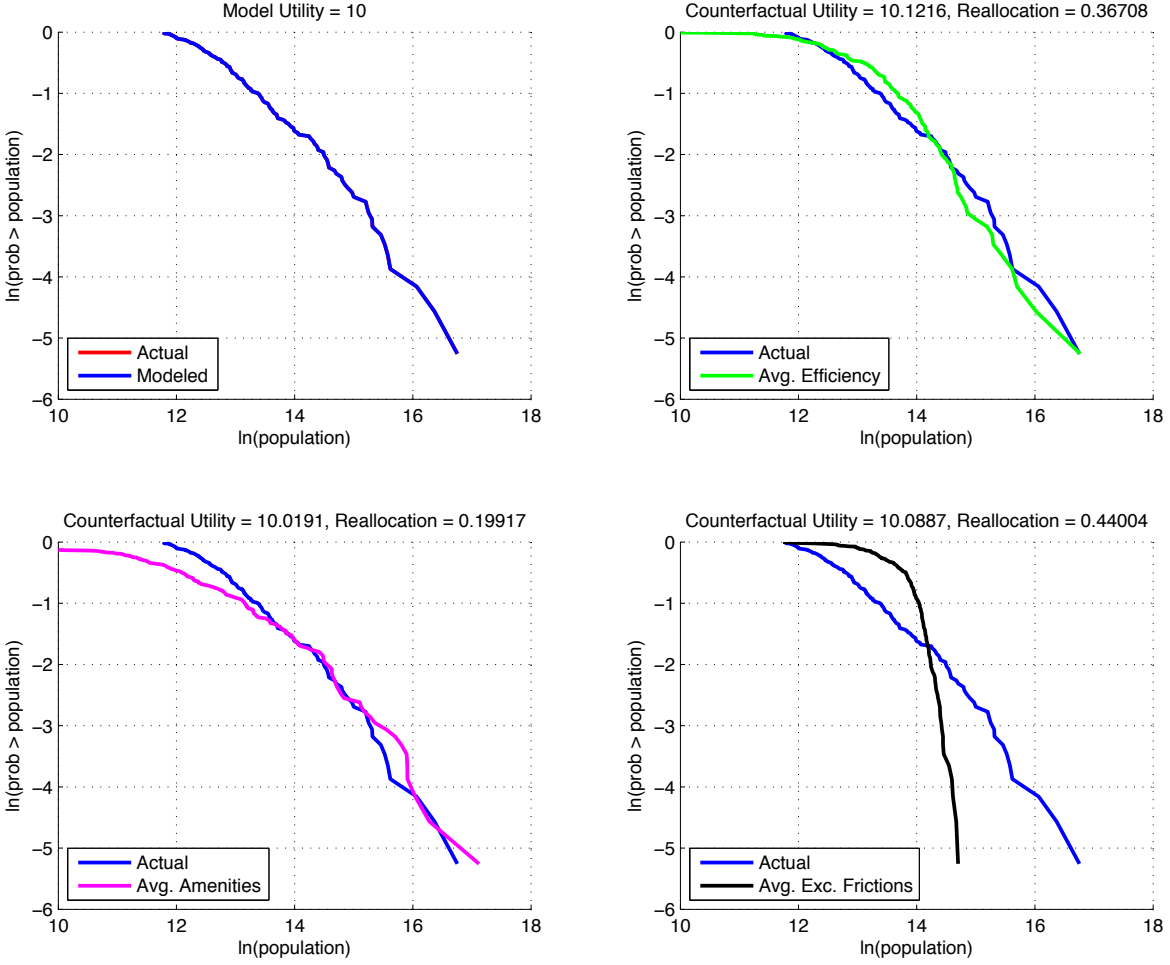 Model Utility = 10
0
−1
−2
−3
−4
−5
−6
10
12
14
16
18
ln(population)
ln(prob > population)
Actual
Modeled
Counterfactual Utility = 10.1216, Reallocation = 0.36708
0
−1
−2
−3
−4
−5
−6
10
12
14
16
18
ln(population)
ln(prob > population)
Actual
Avg. Efficiency
Counterfactual Utility = 10.0191, Reallocation = 0.19917
0
−1
−2
−3
−4
−5
−6
10
12
14
16
18
ln(population)
ln(prob > population)
Actual
Avg. Amenities
Counterfactual Utility = 10.0887, Reallocation = 0.44004
0
−1
−2
−3
−4
−5
−6
10
12
14
16
18
ln(population)
ln(prob > population)
Actual
Avg. Exc. Frictions